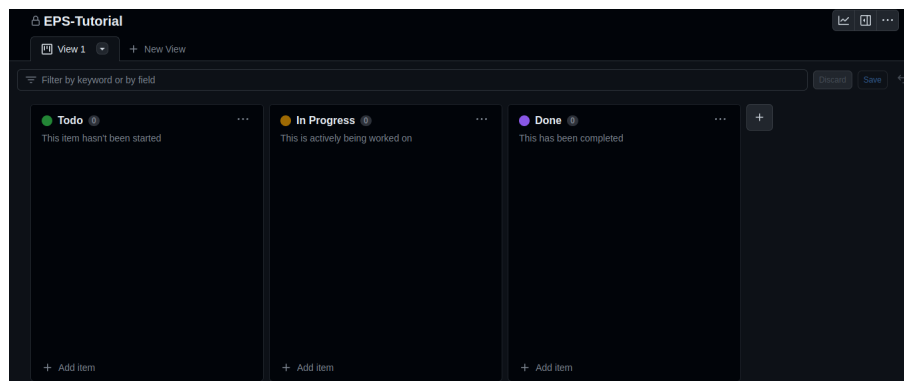 EPS-Tutorial
View 1
New View
Filter by keyword or by field
Discard
Save
Todo 0
This item hasn't been started
Add item
In Progress 0
This is actively being worked on
Add item
Done 0
This has been completed
Add item